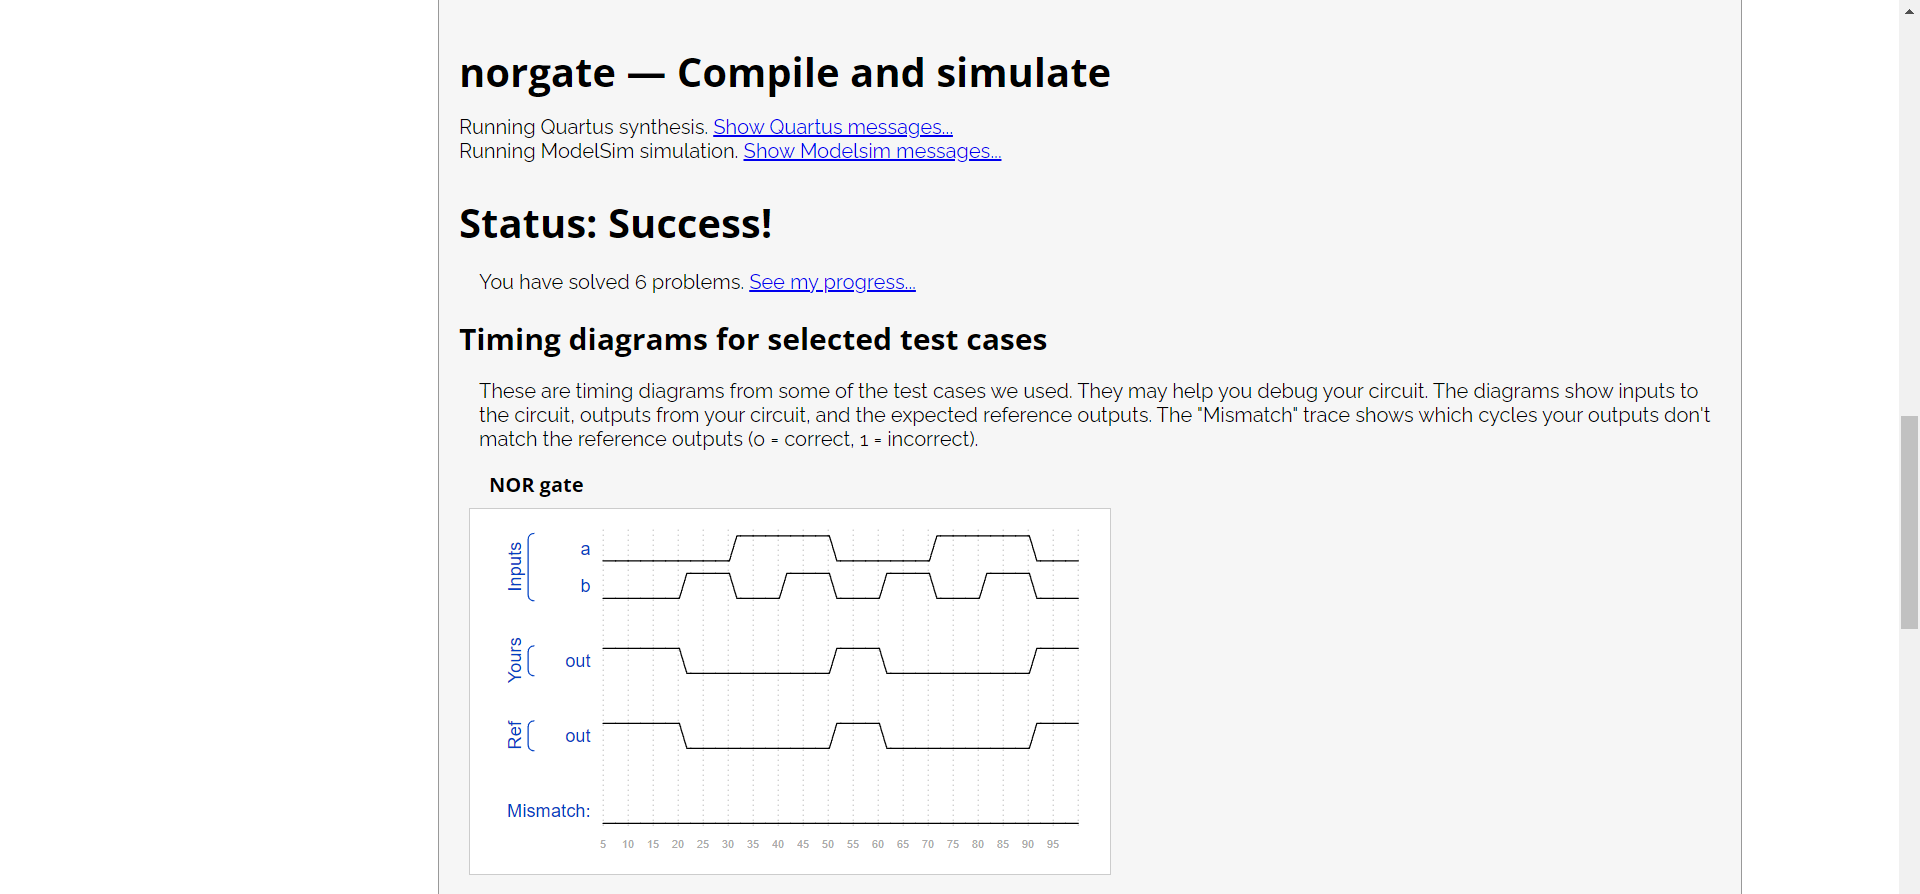 norgate — Compile and simulate
Running Quartus synthesis. Show Quartus messages...
Running ModelSim simulation. Show Modelsim messages...
Status: Success!
You have solved 6 problems. See my progress...
Timing diagrams for selected test cases
These are timing diagrams from some of the test cases we used. They may help you debug your circuit. The diagrams show inputs to
the circuit, outputs from your circuit, and the expected reference outputs. The "Mismatch" trace shows which cycles your outputs don't
match the reference outputs (0 = correct, 1 = incorrect).
NOR gate
Inputs
a
b
Yours
out
Ref
out
Mismatch:
5 10 15 20 25 30 35 40 45 50 55 60 65 70 75 80 85 90 95